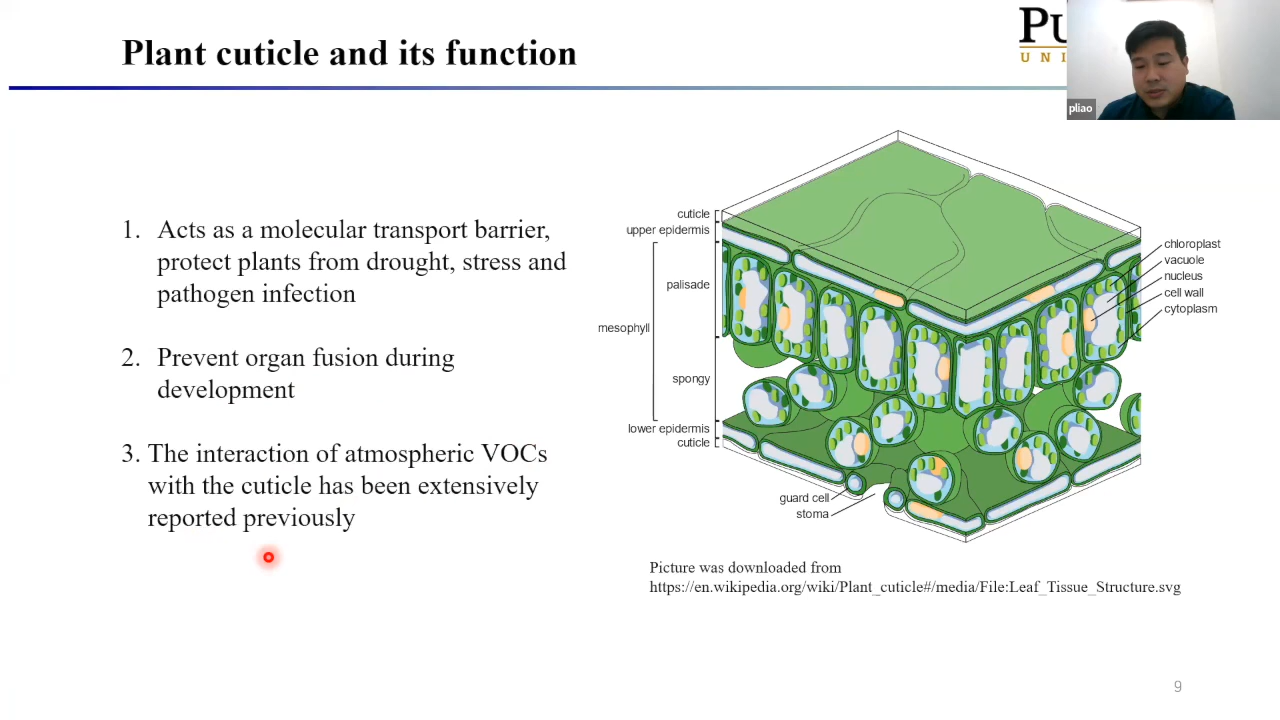 Plant cuticle and its function
Pu
UNI
pliao
1. Acts as a molecular transport barrier,
protect plants from drought, stress and
pathogen infection
2. Prevent organ fusion during
development
3. The interaction of atmospheric VOCs
with the cuticle has been extensively
reported previously
cuticle
upper epidermis
palisade
mesophyll
spongy
lower epidermis
cuticle
guard cell
stoma
chloroplast
vacuole
nucleus
cell wall
cytoplasm
Picture was downloaded from
https://en.wikipedia.org/wiki/Plant_cuticle#/media/File:Leaf_Tissue_Structure.svg
9